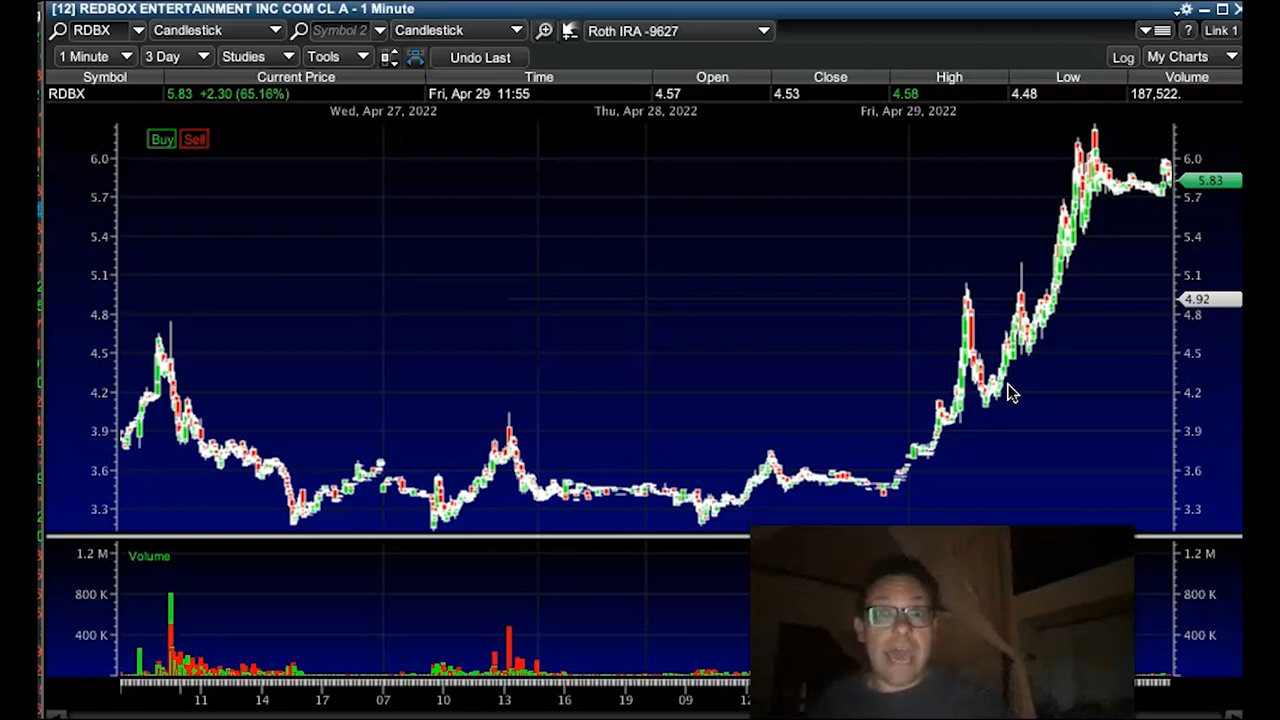 [12] REDBOX ENTERTAINMENT INC COM CL A - 1 Minute
RDBX Candlestick Symbol 2 Candlestick Roth IRA -9627 ? Link 1
1 Minute 3 Day Studies Tools Undo Last Log My Charts
Symbol Current Price Time Open Close High Low Volume
RDBX 5.83 +2.30 (65.16%) Fri, Apr 29 11:55 4.57 4.53 4.58 4.48 187,522.
Wed, Apr 27, 2022 Thu, Apr 28, 2022 Fri, Apr 29, 2022
Buy Sell
6.0 6.0
5.83
5.7 5.7
5.4 5.4
5.1 5.1
4.92
4.8 4.8
4.5 4.5
4.2 4.2
3.9 3.9
3.6 3.6
3.3 3.3
1.2 M Volume 1.2 M
800 K 800 K
400 K 400 K
11 14 17 07 10 13 16 19 09